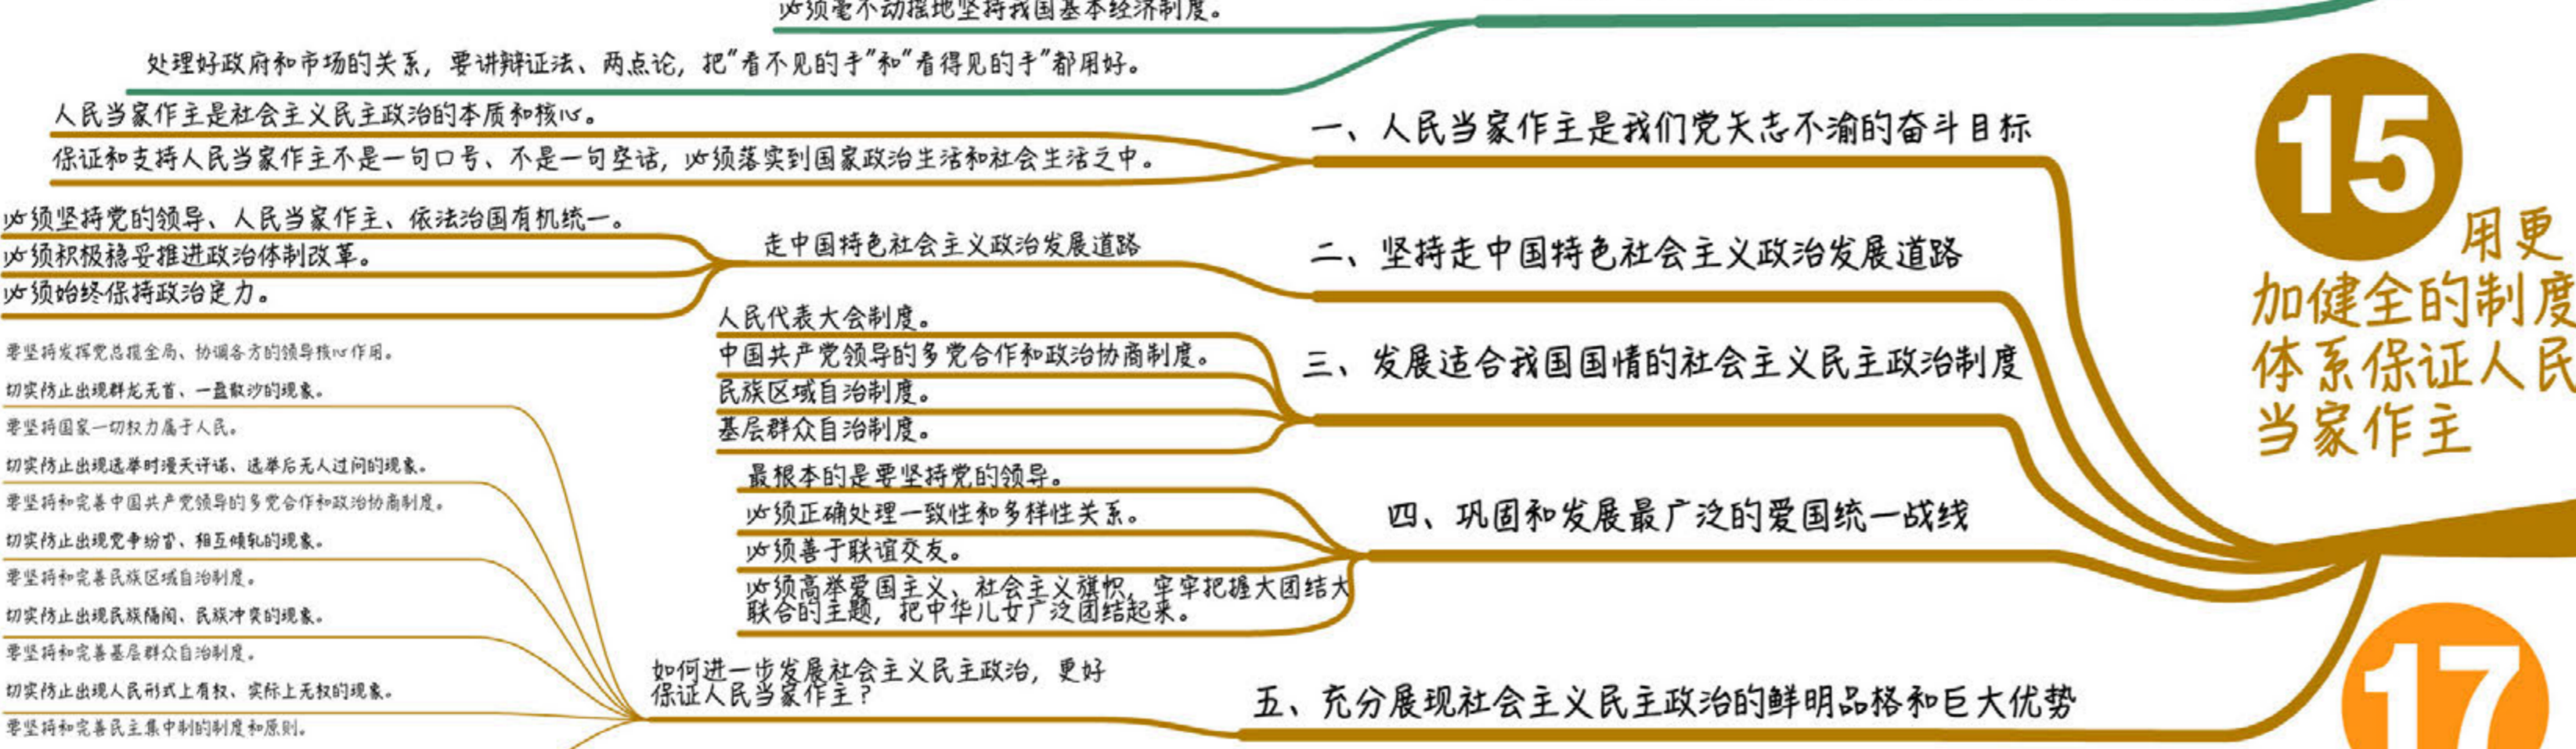 必须毫不动摇地坚持我国基本经济制度。
处理好政府和市场的关系，要讲辩证法、两点论，把“看不见的手”和“看得见的手”都用好。
15
用更
加健全的制度
体系保证人民
当家作主
一、人民当家作主是我们党矢志不渝的奋斗目标
人民当家作主是社会主义民主政治的本质和核心。
保证和支持人民当家作主不是一句口号、不是一句空话，必须落实到国家政治生活和社会生活之中。
二、坚持走中国特色社会主义政治发展道路
走中国特色社会主义政治发展道路
必须坚持党的领导、人民当家作主、依法治国有机统一。
必须积极稳妥推进政治体制改革。
必须始终保持政治定力。
三、发展适合我国国情的社会主义民主政治制度
人民代表大会制度。
中国共产党领导的多党合作和政治协商制度。
民族区域自治制度。
基层群众自治制度。
四、巩固和发展最广泛的爱国统一战线
最根本的是要坚持党的领导。
必须正确处理一致性和多样性关系。
必须善于联谊交友。
必须高举爱国主义、社会主义旗帜，牢牢把握大团结大
联合的主题，把中华儿女广泛团结起来。
五、充分展现社会主义民主政治的鲜明品格和巨大优势
如何进一步发展社会主义民主政治，更好
保证人民当家作主？
要坚持发挥党总揽全局、协调各方的领导核心作用。
切实防止出现群龙无首、一盘散沙的现象。
要坚持国家一切权力属于人民。
切实防止出现选举时漫天许诺、选举后无人过问的现象。
要坚持和完善中国共产党领导的多党合作和政治协商制度。
切实防止出现党争纷沓、相互倾轧的现象。
要坚持和完善民族区域自治制度。
切实防止出现民族隔阂、民族冲突的现象。
要坚持和完善基层群众自治制度。
切实防止出现人民形式上有权、实际上无权的现象。
要坚持和完善民主集中制的制度和原则。
17